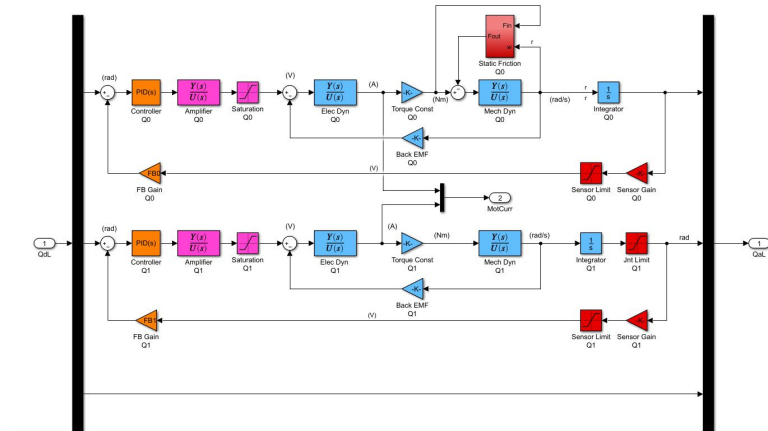 Fin
Fout
w
Static Friction
Q0
r
(rad)
PID(s)
Controller
Q0
Y(s)
U(s)
Amplifier
Q0
Saturation
Q0
(V)
Y(s)
U(s)
Elec Dyn
Q0
(A)
-K-
Torque Const
Q0
(Nm)
Y(s)
U(s)
Mech Dyn
Q0
(rad/s)
r
r
1
s
Integrator
Q0
-K-
Back EMF
Q0
(V)
FB0
FB Gain
Q0
Sensor Limit
Q0
-K-
Sensor Gain
Q0
2
MotCurr
1
QdL
(rad)
PID(s)
Controller
Q1
Y(s)
U(s)
Amplifier
Q1
Saturation
Q1
(V)
Y(s)
U(s)
Elec Dyn
Q1
(A)
-K-
Torque Const
Q1
(Nm)
Y(s)
U(s)
Mech Dyn
Q1
(rad/s)
1
s
Integrator
Q1
Jnt Limit
Q1
rad
1
QaL
-K-
Back EMF
Q1
(V)
FB1
FB Gain
Q1
Sensor Limit
Q1
-K-
Sensor Gain
Q1